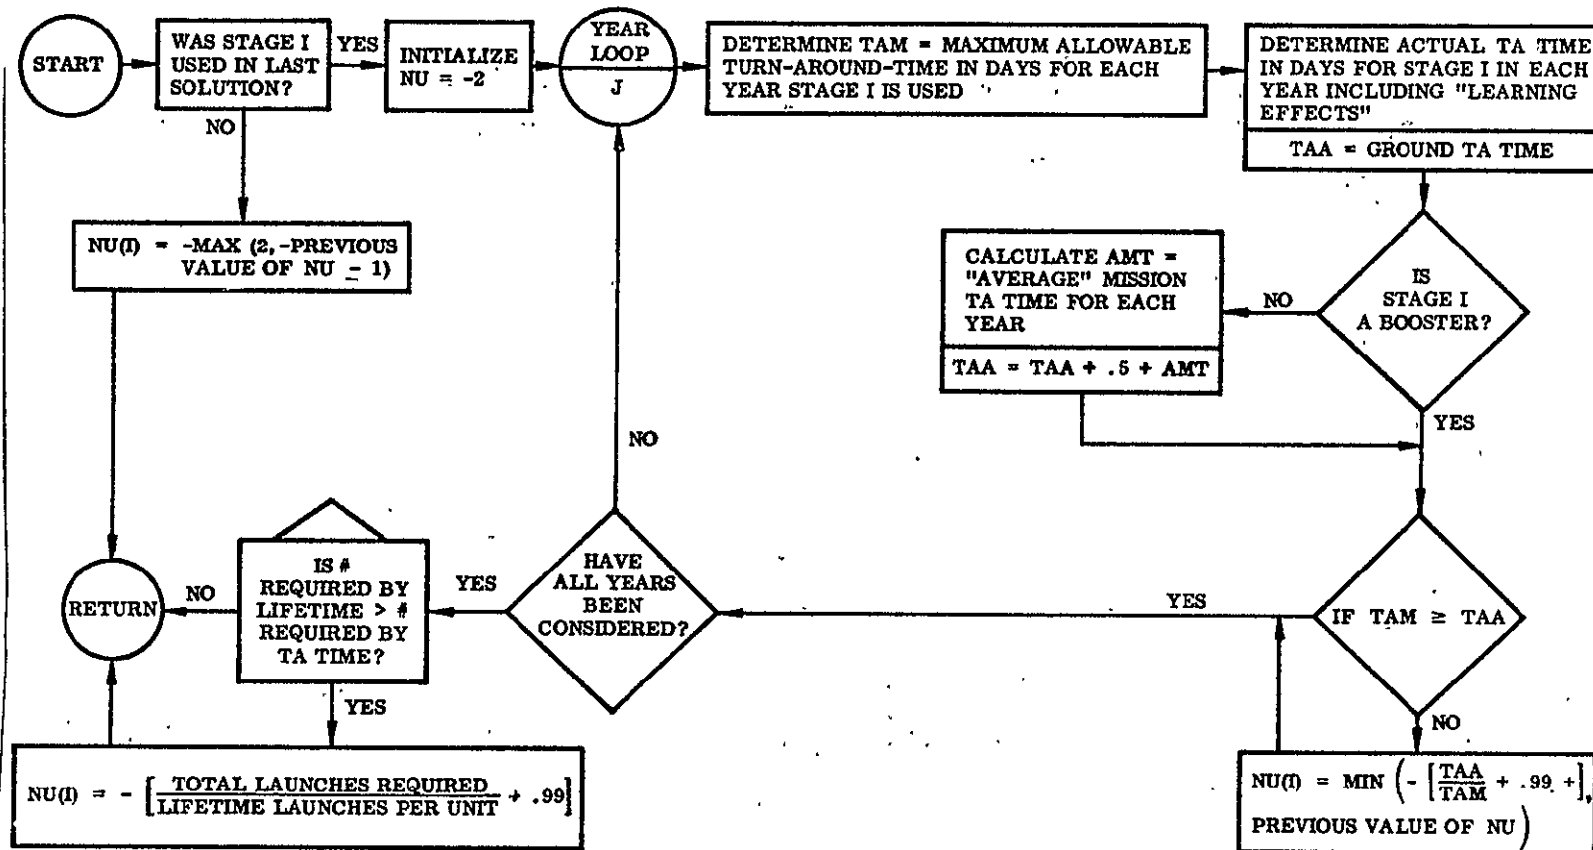 START
WAS STAGE I
USED IN LAST
SOLUTION?
YES
NO
INITIALIZE
NU = -2
YEAR
LOOP
J
DETERMINE TAM = MAXIMUM ALLOWABLE
TURN-AROUND-TIME IN DAYS FOR EACH
YEAR STAGE I IS USED
DETERMINE ACTUAL TA TIME
IN DAYS FOR STAGE I IN EACH
YEAR INCLUDING "LEARNING
EFFECTS"
TAA = GROUND TA TIME
NU(I) = -MAX (2, -PREVIOUS
VALUE OF NU - 1)
CALCULATE AMT =
"AVERAGE" MISSION
TA TIME FOR EACH
YEAR
TAA = TAA + .5 + AMT
NO
IS
STAGE I
A BOOSTER?
YES
NO
RETURN
NO
IS #
REQUIRED BY
LIFETIME > #
REQUIRED BY
TA TIME?
YES
YES
HAVE
ALL YEARS
BEEN
CONSIDERED?
YES
IF TAM ≥ TAA
NO
NU(I) = - [TOTAL LAUNCHES REQUIRED
LIFETIME LAUNCHES PER UNIT + .99]
NU(I) = MIN (- [TAA
TAM + .99 +],
PREVIOUS VALUE OF NU)